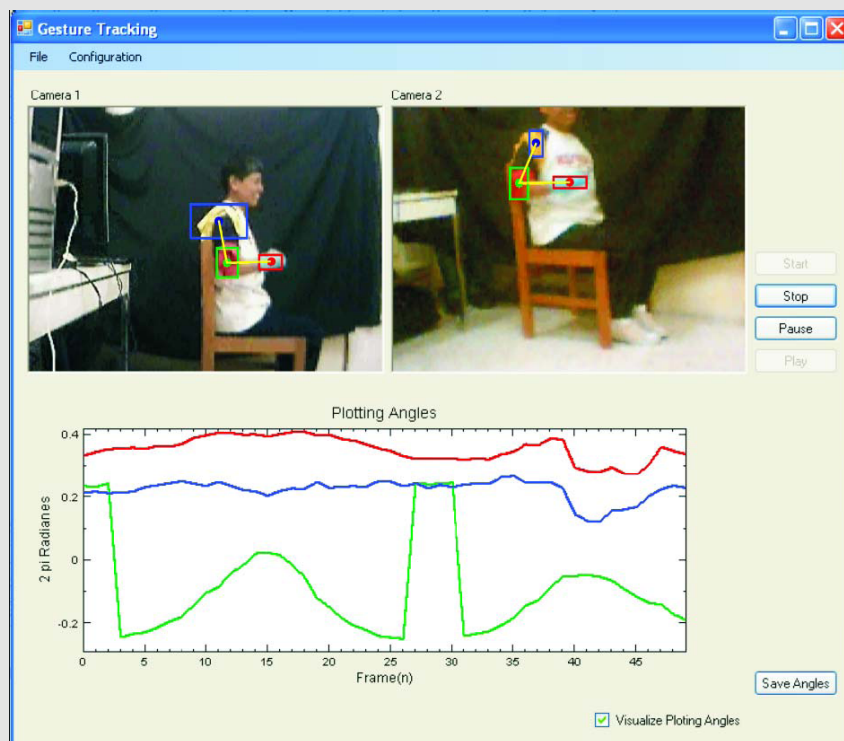 Gesture Tracking
File Configuration
Camera 1
Camera 2
Start
Stop
Pause
Play
Plotting Angles
0.4
0.2
0
-0.2
2 pi Radianes
0 5 10 15 20 25 30 35 40 45
Frame(n)
Save Angles
Visualize Ploting Angles